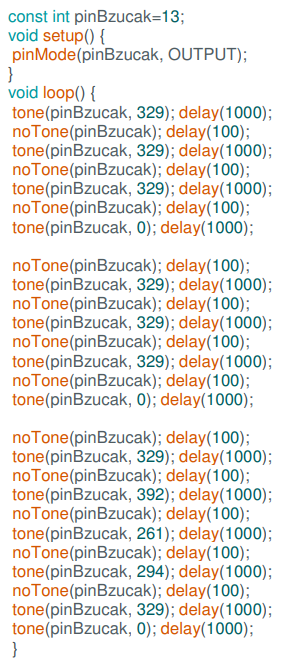 const int pinBzucak=13;
void setup() {
pinMode(pinBzucak, OUTPUT);
}
void loop() {
tone(pinBzucak, 329); delay(1000);
noTone(pinBzucak); delay(100);
tone(pinBzucak, 329); delay(1000);
noTone(pinBzucak); delay(100);
tone(pinBzucak, 329); delay(1000);
noTone(pinBzucak); delay(100);
tone(pinBzucak, 0); delay(1000);

noTone(pinBzucak); delay(100);
tone(pinBzucak, 329); delay(1000);
noTone(pinBzucak); delay(100);
tone(pinBzucak, 329); delay(1000);
noTone(pinBzucak); delay(100);
tone(pinBzucak, 329); delay(1000);
noTone(pinBzucak); delay(100);
tone(pinBzucak, 0); delay(1000);

noTone(pinBzucak); delay(100);
tone(pinBzucak, 329); delay(1000);
noTone(pinBzucak); delay(100);
tone(pinBzucak, 392); delay(1000);
noTone(pinBzucak); delay(100);
tone(pinBzucak, 261); delay(1000);
noTone(pinBzucak); delay(100);
tone(pinBzucak, 294); delay(1000);
noTone(pinBzucak); delay(100);
tone(pinBzucak, 329); delay(1000);
tone(pinBzucak, 0); delay(1000);
}